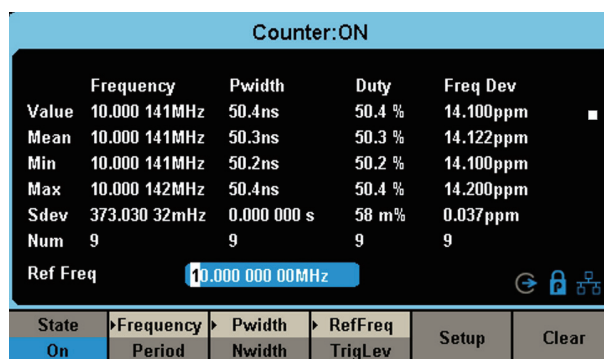 Counter:ON
Frequency Pwidth Duty Freq Dev
Value 10.000 141MHz 50.4ns 50.4 % 14.100ppm
Mean 10.000 141MHz 50.3ns 50.3 % 14.122ppm
Min 10.000 141MHz 50.2ns 50.2 % 14.100ppm
Max 10.000 142MHz 50.4ns 50.4 % 14.200ppm
Sdev 373.030 32mHz 0.000 000 s 58 m% 0.037ppm
Num 9 9 9 9
Ref Freq 10.000 000 00MHz
P
State Frequency Pwidth RefFreq Setup Clear
On Period Nwidth TrigLev